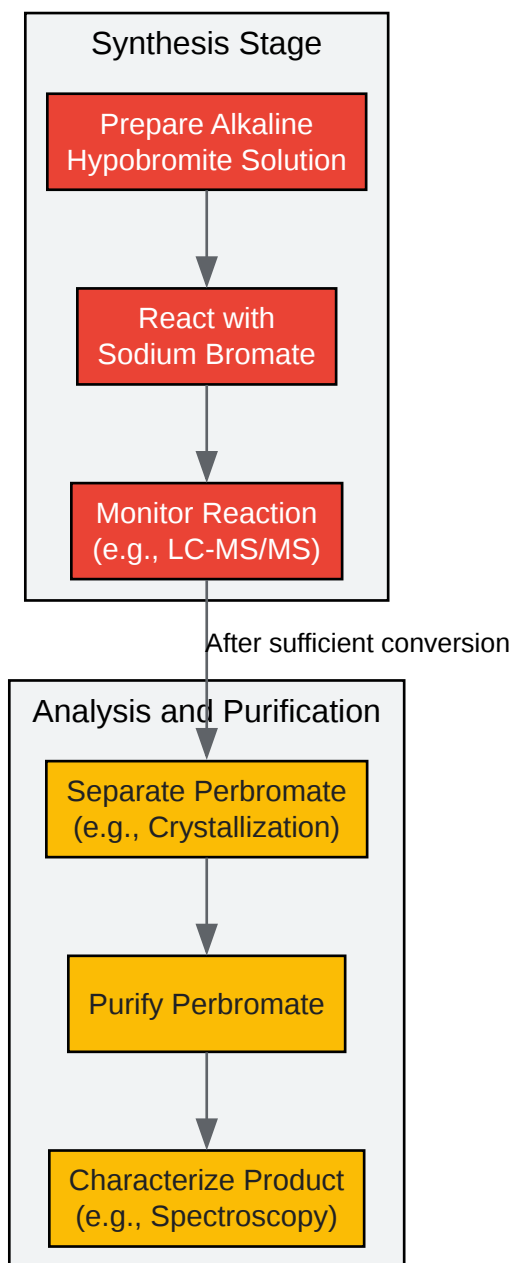 Synthesis Stage
Prepare Alkaline
Hypobromite Solution
React with
Sodium Bromate
Monitor Reaction
(e.g., LC-MS/MS)
After sufficient conversion
Analysis and Purification
Separate Perbromate
(e.g., Crystallization)
Purify Perbromate
Characterize Product
(e.g., Spectroscopy)